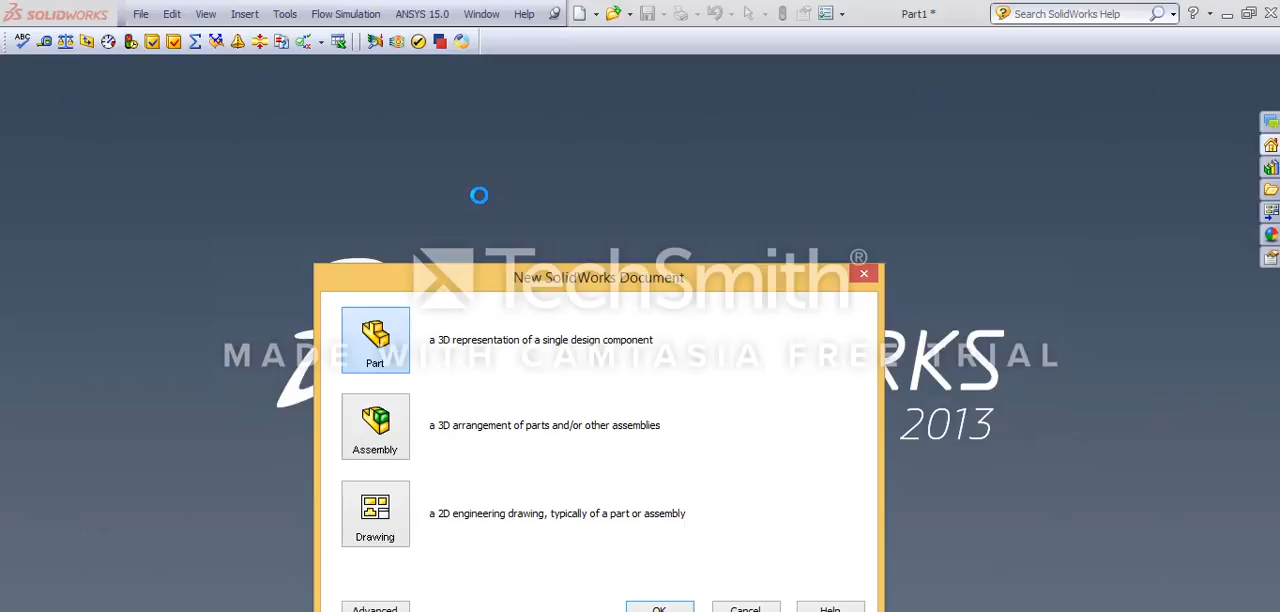 SOLIDWORKS File Edit View Insert Tools Flow Simulation ANSYS 15.0 Window Help Part1 * Search SolidWorks Help
ABC
TechSmith®
New SolidWorks Document
MADE WITH CAMTASIA FREE TRIAL
Part
a 3D representation of a single design component
WORKS
2013
Assembly
a 3D arrangement of parts and/or other assemblies
Drawing
a 2D engineering drawing, typically of a part or assembly
Advanced OK Cancel Help